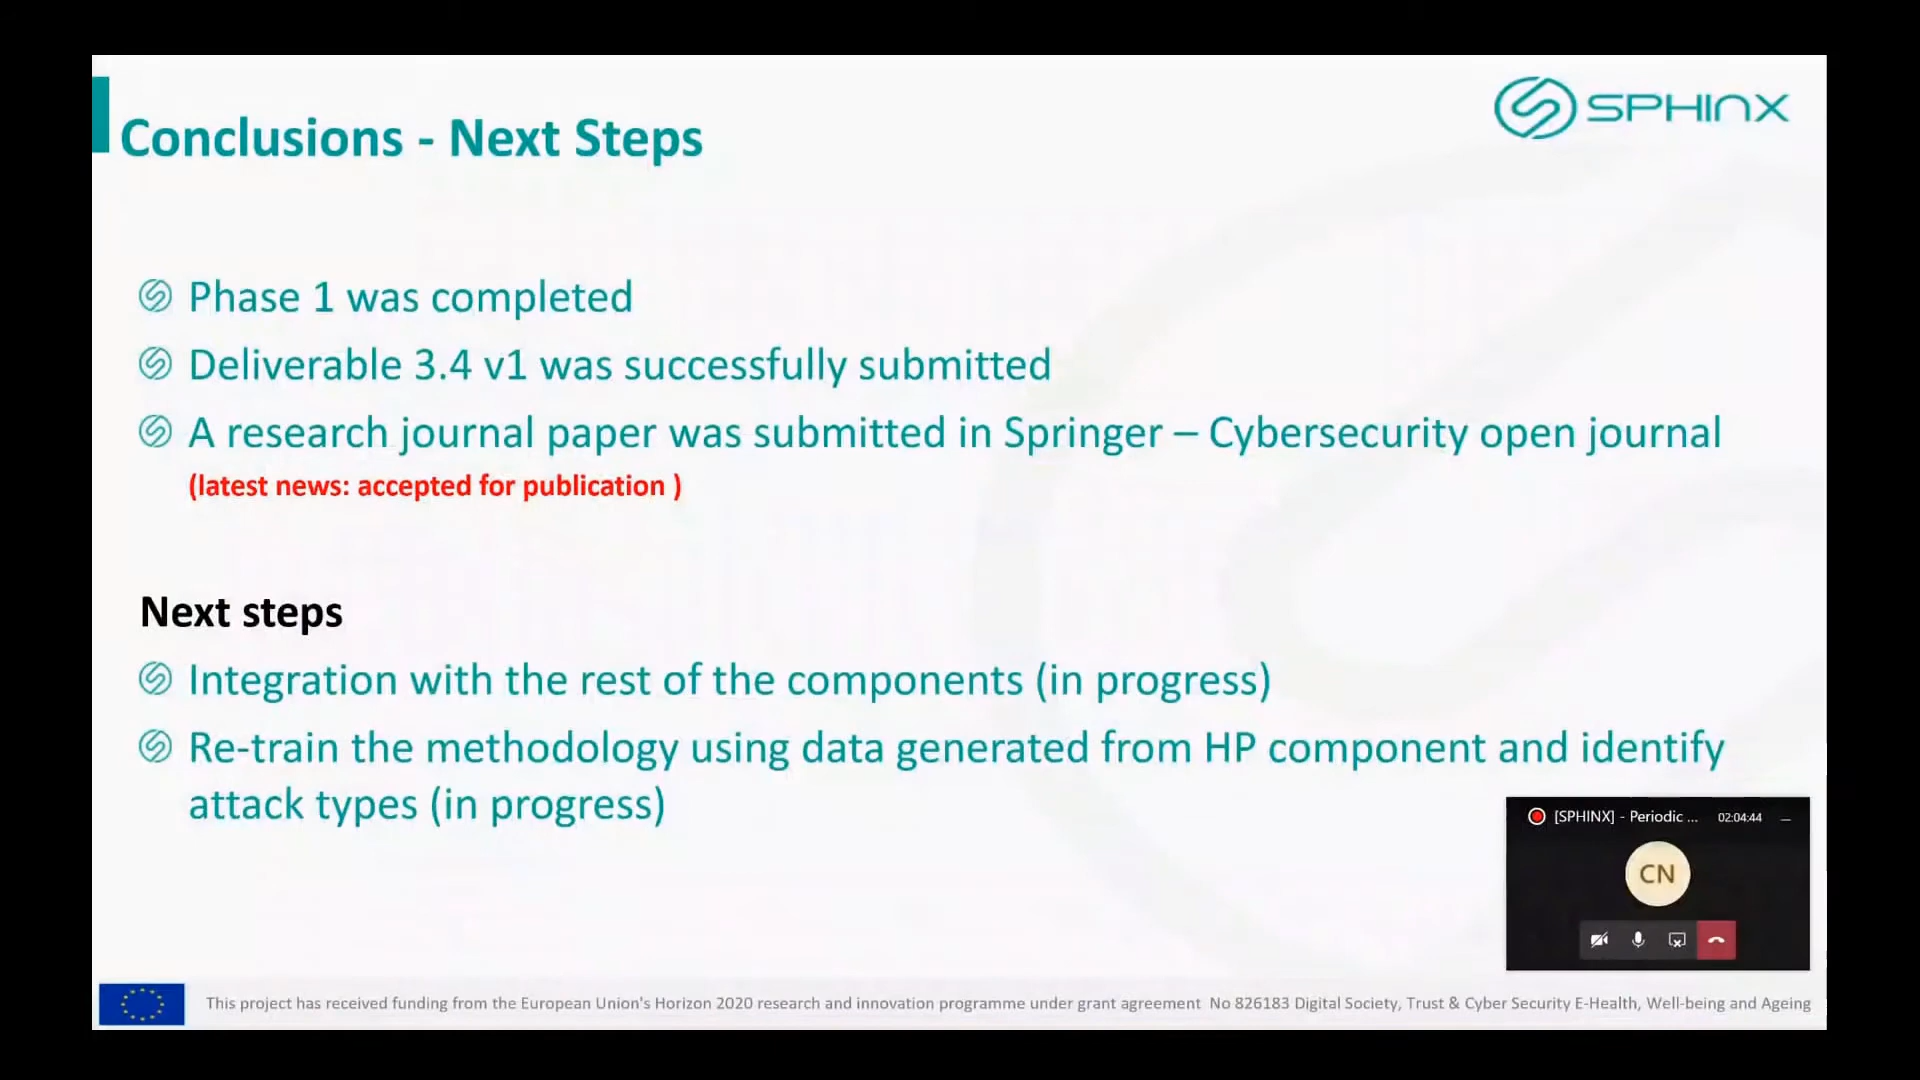 SPHINX
Conclusions - Next Steps
Phase 1 was completed
Deliverable 3.4 v1 was successfully submitted
A research journal paper was submitted in Springer – Cybersecurity open journal
(latest news: accepted for publication )
Next steps
Integration with the rest of the components (in progress)
Re-train the methodology using data generated from HP component and identify
attack types (in progress)
[SPHINX] - Periodic ... 02:04:44
CN
This project has received funding from the European Union's Horizon 2020 research and innovation programme under grant agreement No 826183 Digital Society, Trust & Cyber Security E-Health, Well-being and Ageing